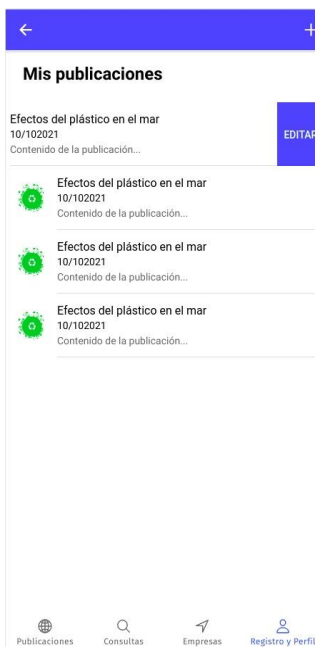 Mis publicaciones
Efectos del plástico en el mar
10/102021
Contenido de la publicación...
EDITAR
Efectos del plástico en el mar
10/102021
Contenido de la publicación...
Efectos del plástico en el mar
10/102021
Contenido de la publicación...
Efectos del plástico en el mar
10/102021
Contenido de la publicación...
Publicaciones Consultas Empresas Registro y Perfil